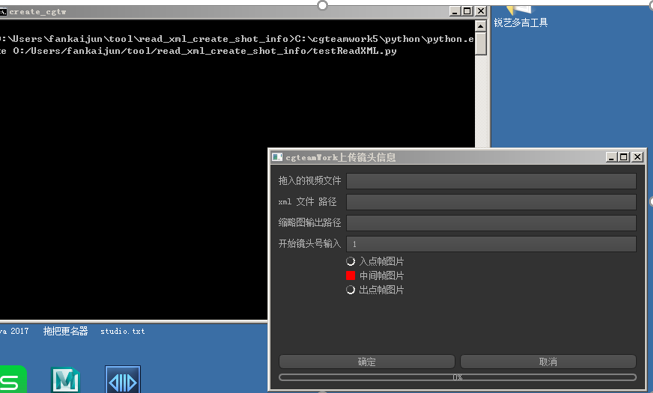 create_cgtw
锐艺多吉工具
O:\Users\fankaijun\tool\read_xml_create_shot_info>C:\cgteamwork5\python\python.e
xe O:/Users/fankaijun/tool/read_xml_create_shot_info/testReadXML.py
cgteamWork上传镜头信息
拖入的视频文件
xml 文件 路径
缩略图输出路径
开始镜头号输入 1
入点帧图片
中间帧图片
出点帧图片
确定 取消
0%
va 2017 拖把更名器 studio.txt